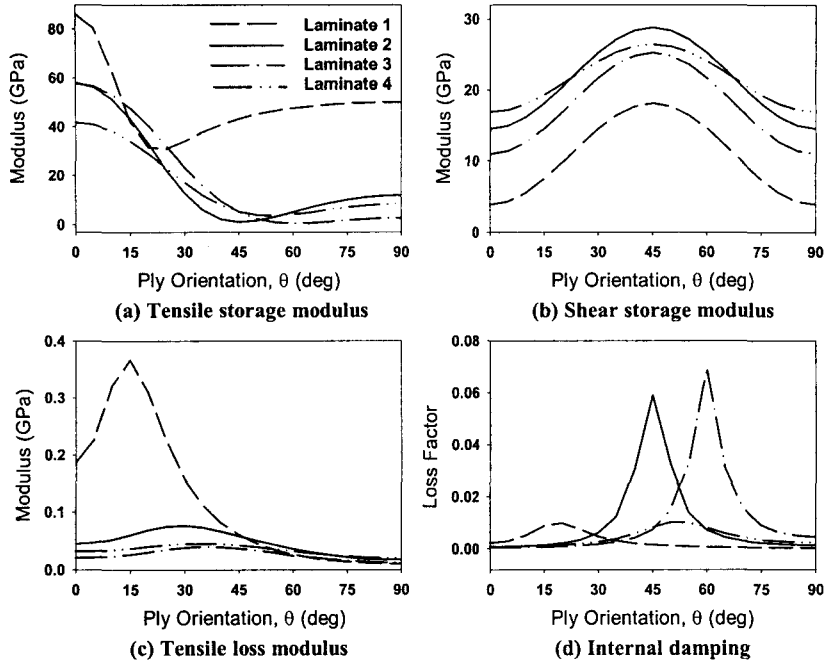 100
80
60
40
20
0
Modulus (GPa)
Laminate 1
Laminate 2
Laminate 3
Laminate 4
0 15 30 45 60 75 90
Ply Orientation, θ (deg)
(a) Tensile storage modulus
30
20
10
0
Modulus (GPa)
0 15 30 45 60 75 90
Ply Orientation, θ (deg)
(b) Shear storage modulus
0.4
0.3
0.2
0.1
0.0
Modulus (GPa)
0 15 30 45 60 75 90
Ply Orientation, θ (deg)
(c) Tensile loss modulus
0.08
0.06
0.04
0.02
0.00
Loss Factor
0 15 30 45 60 75 90
Ply Orientation, θ (deg)
(d) Internal damping